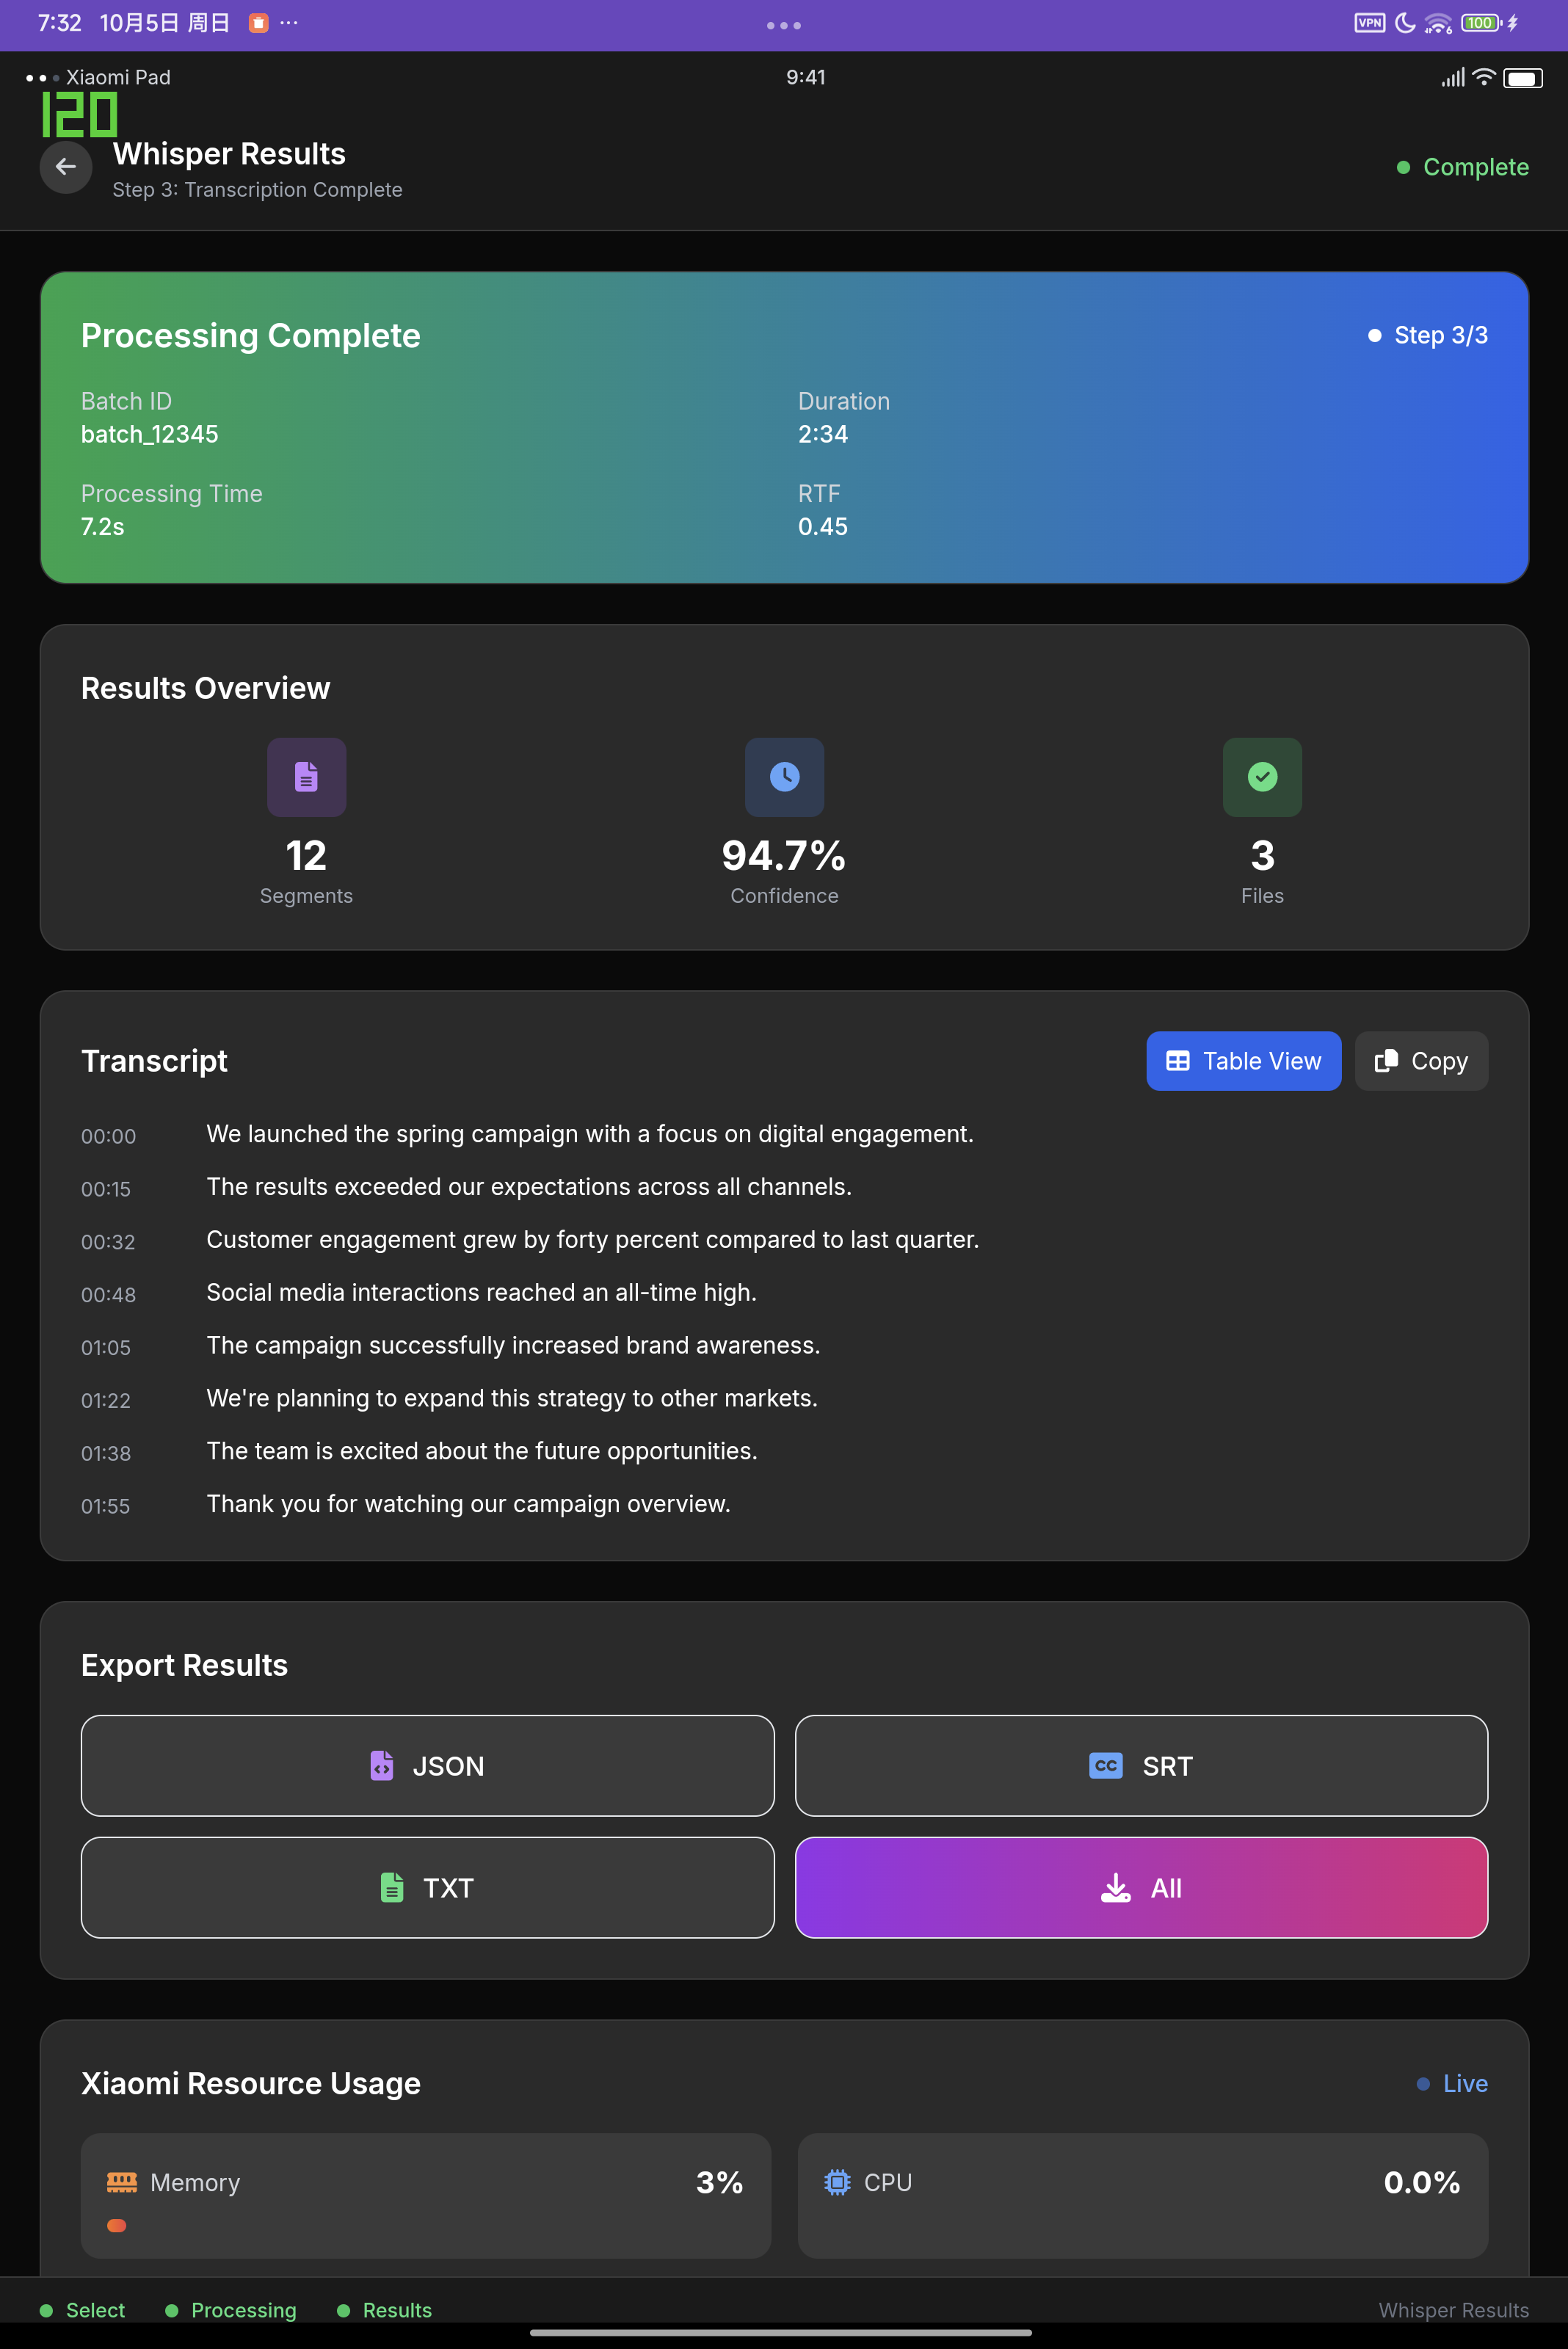 7:32 10月5日 周日 ...
VPN 6 100
Xiaomi Pad
9:41
120
Whisper Results
Step 3: Transcription Complete
Complete
Processing Complete
Step 3/3
Batch ID
batch_12345
Duration
2:34
Processing Time
7.2s
RTF
0.45
Results Overview
12
Segments
94.7%
Confidence
3
Files
Transcript
Table View
Copy
00:00 We launched the spring campaign with a focus on digital engagement.
00:15 The results exceeded our expectations across all channels.
00:32 Customer engagement grew by forty percent compared to last quarter.
00:48 Social media interactions reached an all-time high.
01:05 The campaign successfully increased brand awareness.
01:22 We're planning to expand this strategy to other markets.
01:38 The team is excited about the future opportunities.
01:55 Thank you for watching our campaign overview.
Export Results
JSON
CC SRT
TXT
All
Xiaomi Resource Usage
Live
Memory 3%
CPU 0.0%
Select Processing Results
Whisper Results